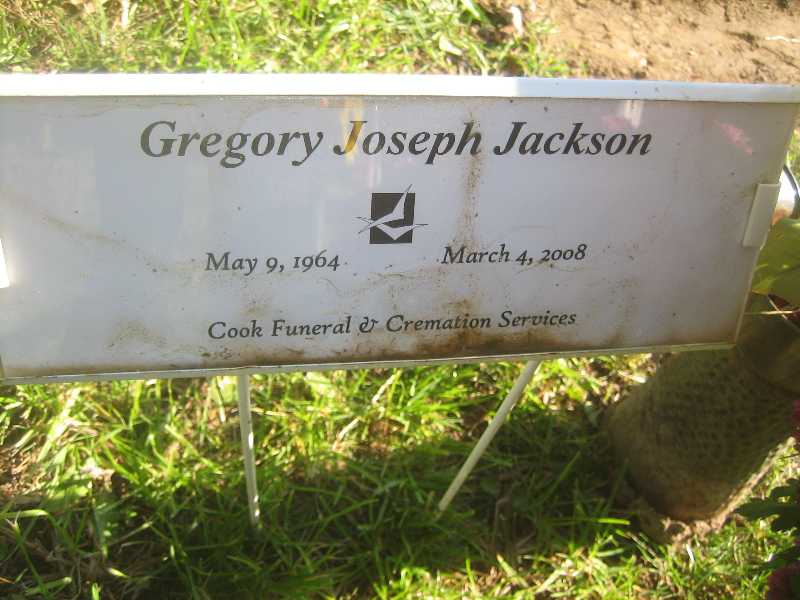 Gregory Joseph Jackson
May 9, 1964 March 4, 2008
Cook Funeral & Cremation Services